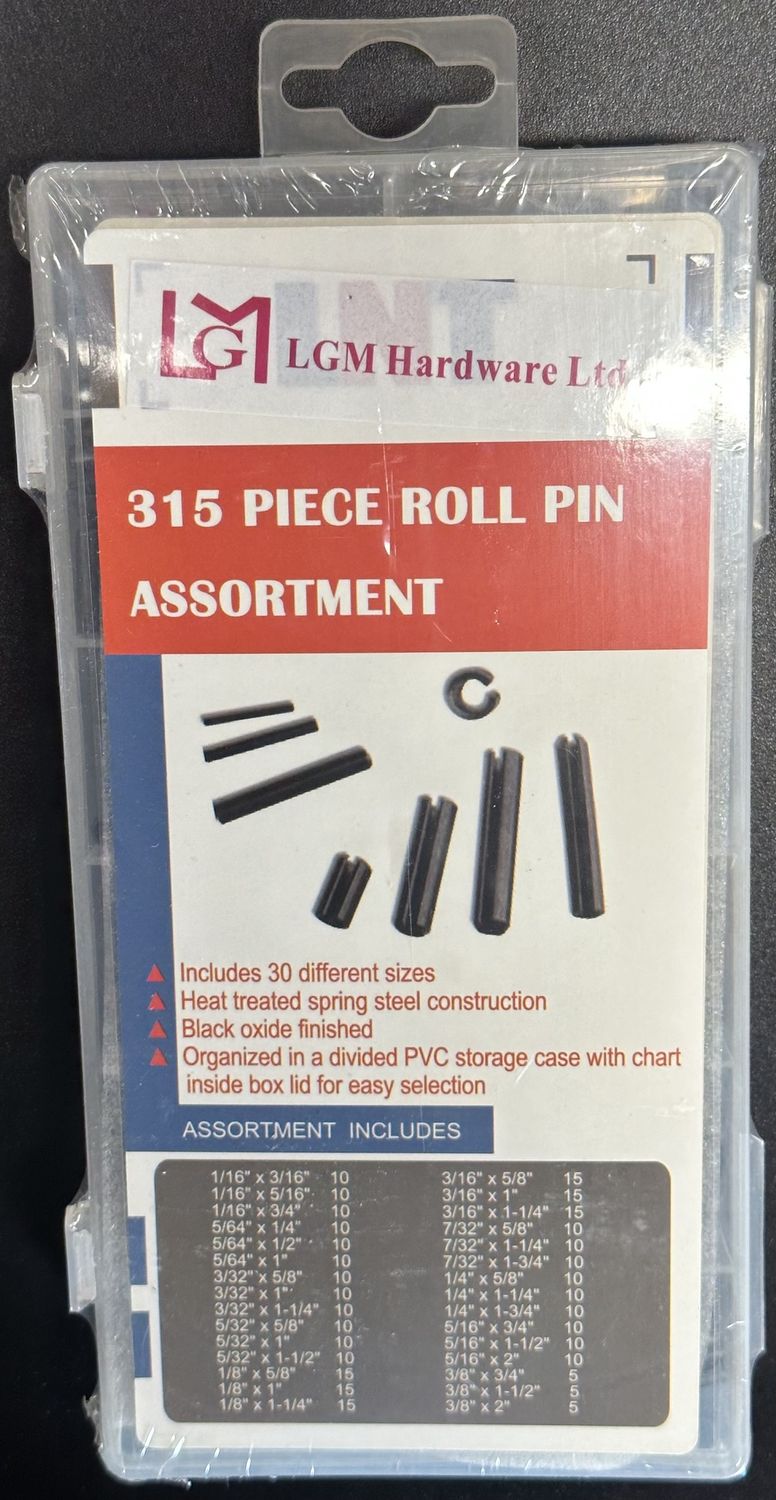 LMG
LNT
LGM Hardware Ltd
315 PIECE ROLL PIN
ASSORTMENT
▲ Includes 30 different sizes
▲ Heat treated spring steel construction
▲ Black oxide finished
▲ Organized in a divided PVC storage case with chart
inside box lid for easy selection
ASSORTMENT INCLUDES
1/16" x 3/16" 10
1/16" x 5/16" 10
1/16" x 3/4" 10
5/64" x 1/4" 10
5/64" x 1/2" 10
5/64" x 1" 10
3/32" x 5/8" 10
3/32" x 1" 10
3/32" x 1-1/4" 10
5/32" x 5/8" 10
5/32" x 1" 10
5/32" x 1-1/2" 10
1/8" x 5/8" 15
1/8" x 1" 15
1/8" x 1-1/4" 15
3/16" x 5/8" 15
3/16" x 1" 15
3/16" x 1-1/4" 15
7/32" x 5/8" 10
7/32" x 1-1/4" 10
7/32" x 1-3/4" 10
1/4" x 5/8" 10
1/4" x 1-1/4" 10
1/4" x 1-3/4" 10
5/16" x 3/4" 10
5/16" x 1-1/2" 10
5/16" x 2" 10
3/8" x 3/4" 5
3/8" x 1-1/2" 5
3/8" x 2" 5